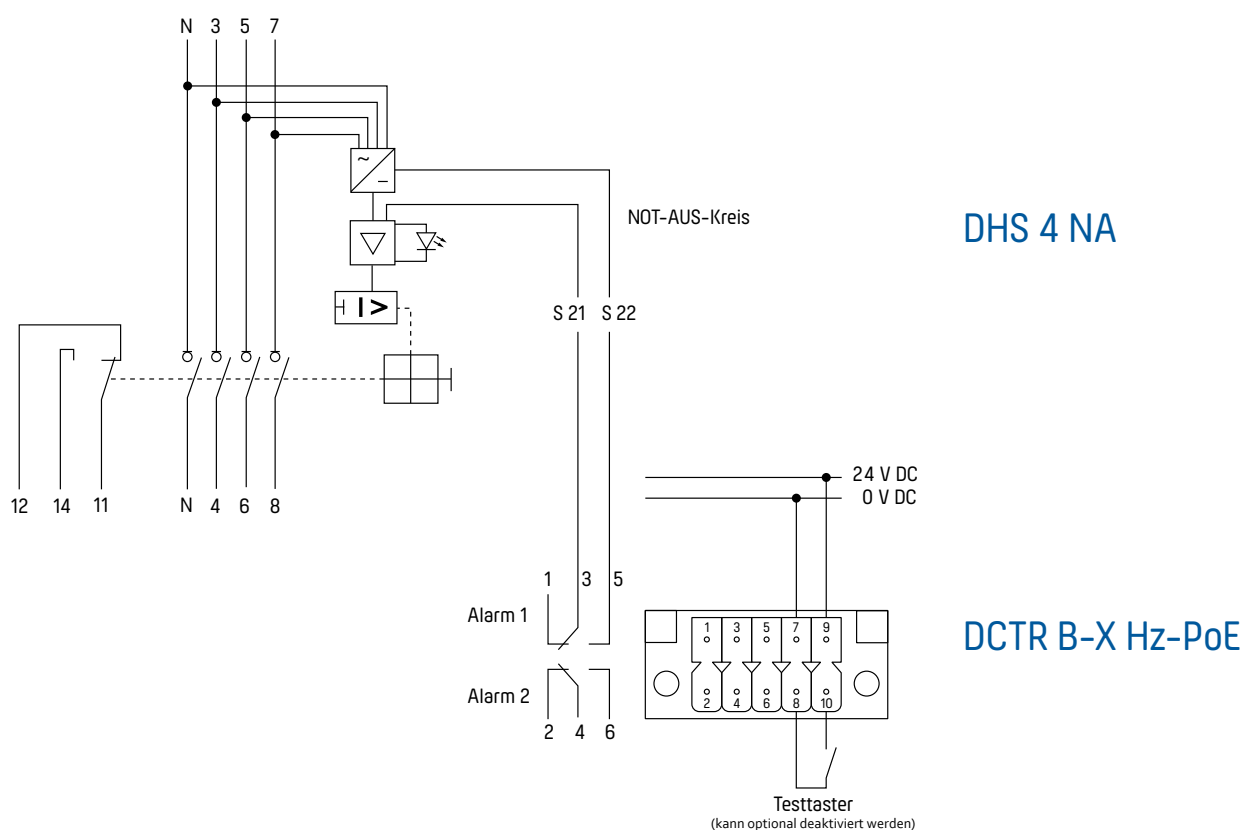 N 3 5 7
~
–
NOT-AUS-Kreis
DHS 4 NA
I >
S 21 S 22
12 14 11 N 4 6 8
24 V DC
0 V DC
1 3 5
Alarm 1
1 3 5 7 9
DCTR B-X Hz-PoE
Alarm 2
2 4 6 8 10
2 4 6
Testtaster
(kann optional deaktiviert werden)